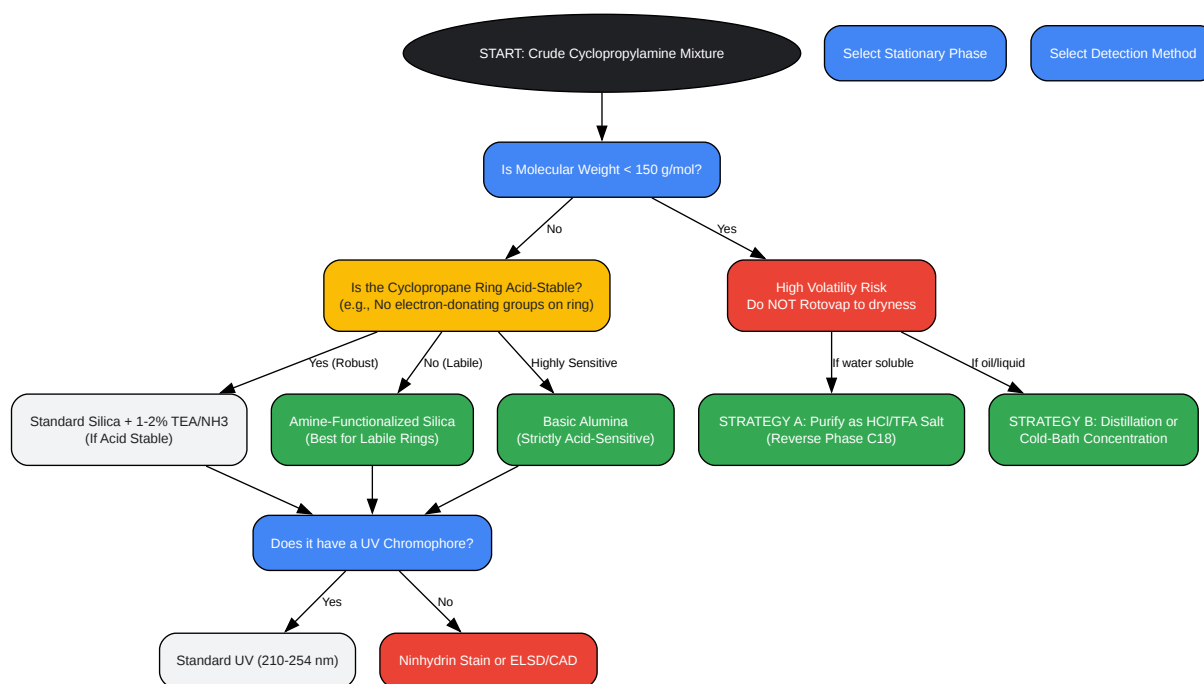 START: Crude Cyclopropylamine Mixture
Select Stationary Phase
Select Detection Method
Is Molecular Weight < 150 g/mol?
No
Yes
Is the Cyclopropane Ring Acid-Stable?
(e.g., No electron-donating groups on ring)
High Volatility Risk
Do NOT Rotovap to dryness
Yes (Robust)
No (Labile)
Highly Sensitive
If water soluble
If oil/liquid
Standard Silica + 1-2% TEA/NH3
(If Acid Stable)
Amine-Functionalized Silica
(Best for Labile Rings)
Basic Alumina
(Strictly Acid-Sensitive)
STRATEGY A: Purify as HCl/TFA Salt
(Reverse Phase C18)
STRATEGY B: Distillation or
Cold-Bath Concentration
Does it have a UV Chromophore?
Yes
No
Standard UV (210-254 nm)
Ninhydrin Stain or ELSD/CAD